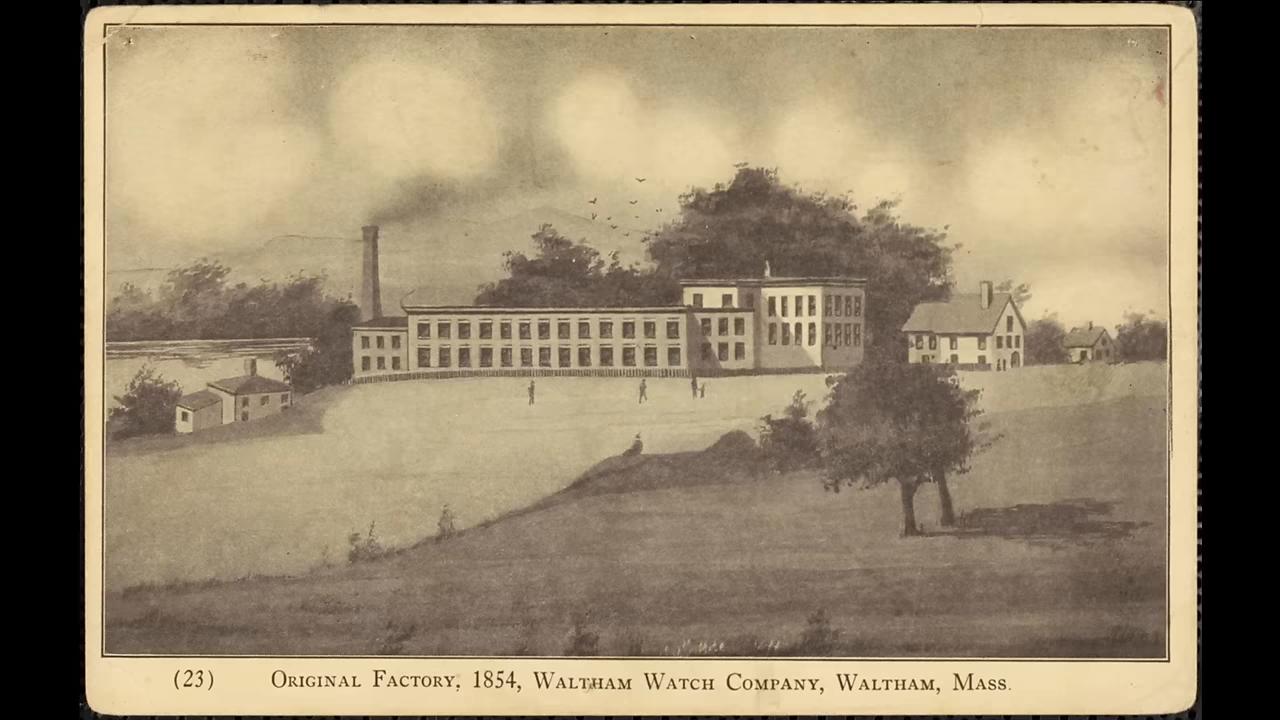 (23) ORIGINAL FACTORY, 1854, WALTHAM WATCH COMPANY, WALTHAM, MASS.